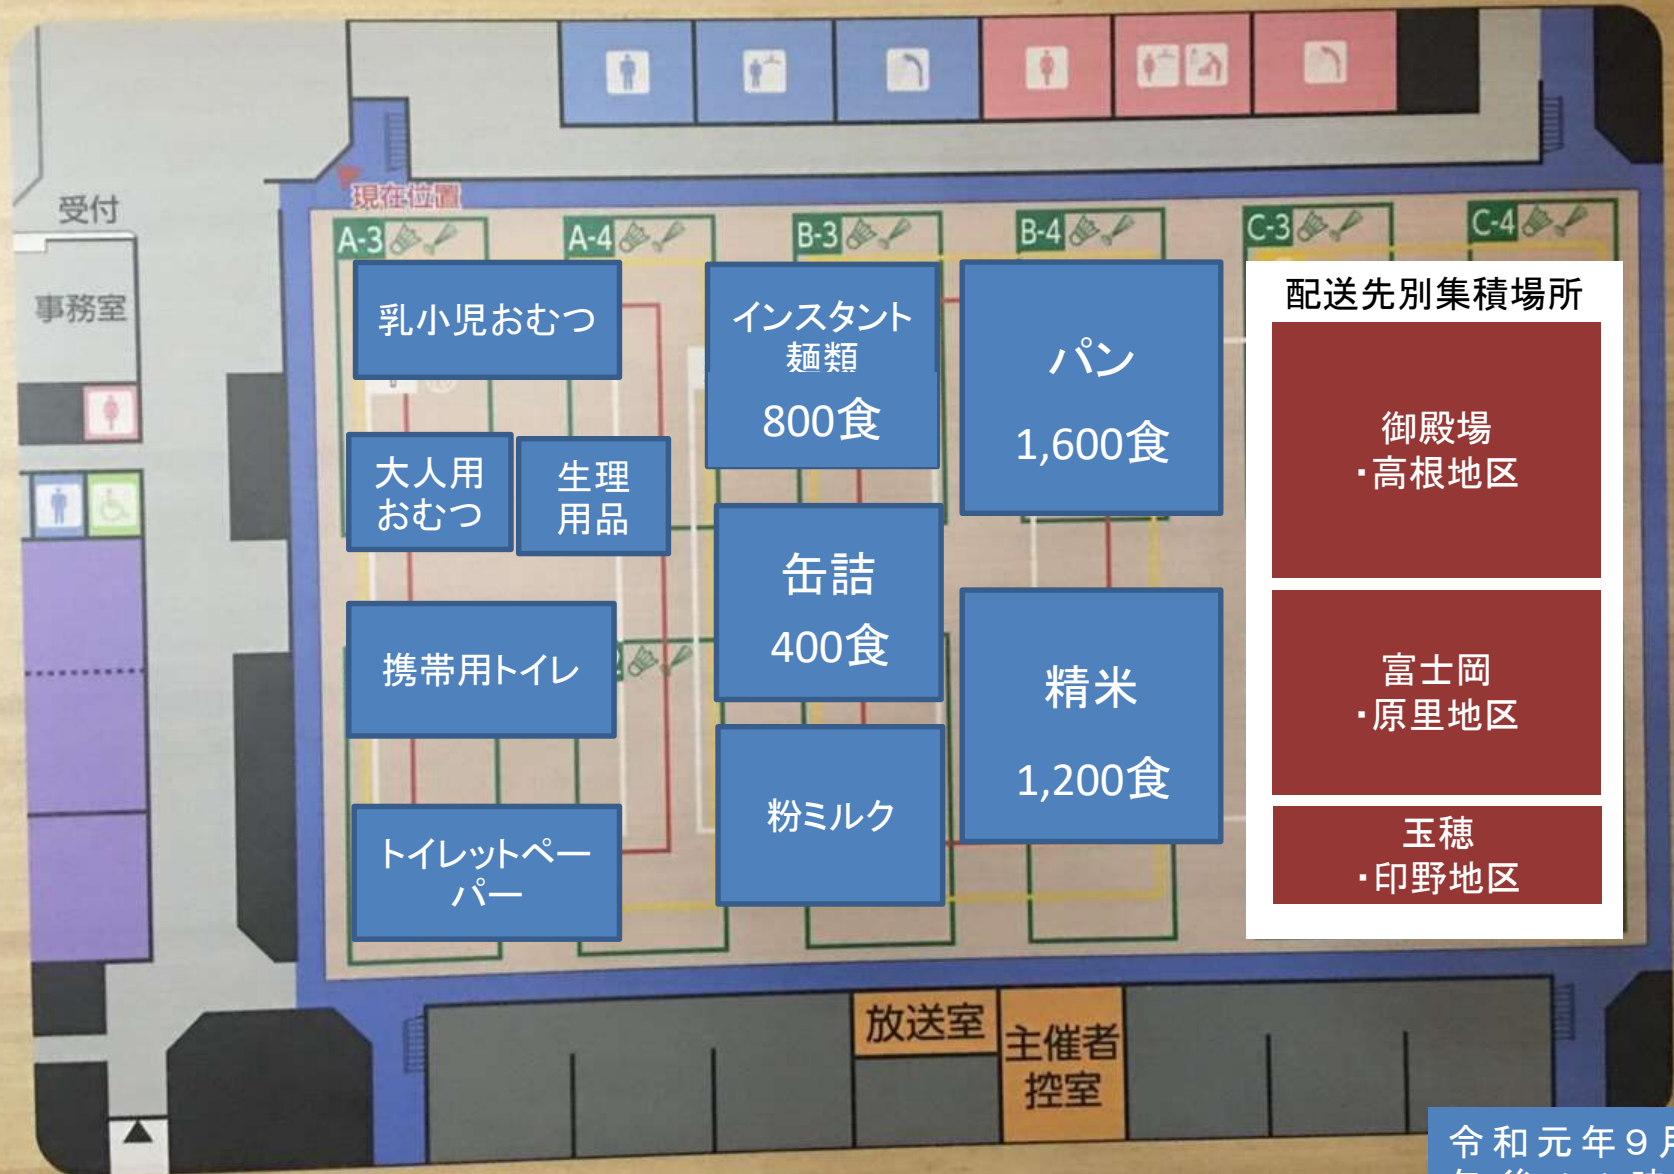 受付
現在位置
A-3
A-4
B-3
B-4
C-3
C-4
事務室
乳小児おむつ
インスタント
麺類
800食
パン
1,600食
配送先別集積場所
御殿場
・高根地区
大人用
おむつ
生理
用品
缶詰
400食
携帯用トイレ
精米
1,200食
富士岡
・原里地区
粉ミルク
トイレットペー
パー
玉穂
・印野地区
放送室
主催者
控室
令和元年９月